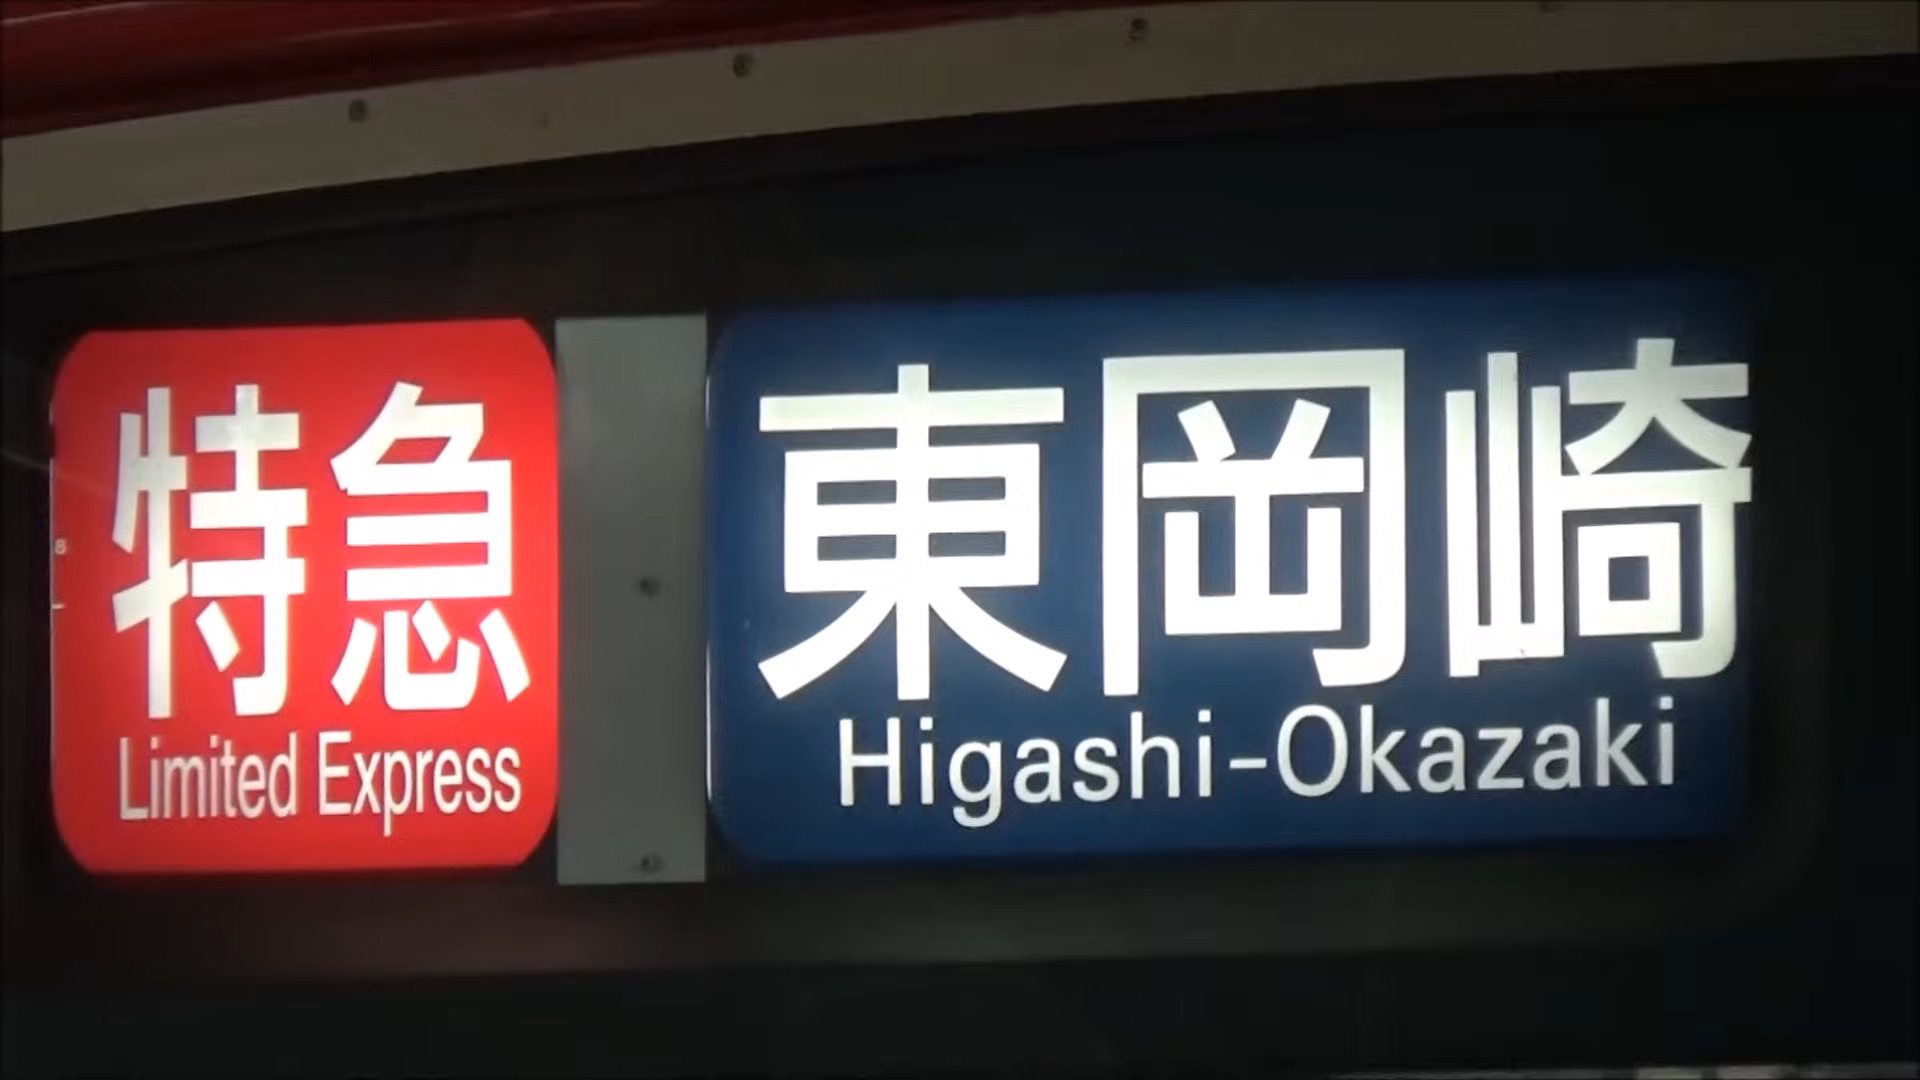 特急
Limited Express
東岡崎
Higashi-Okazaki